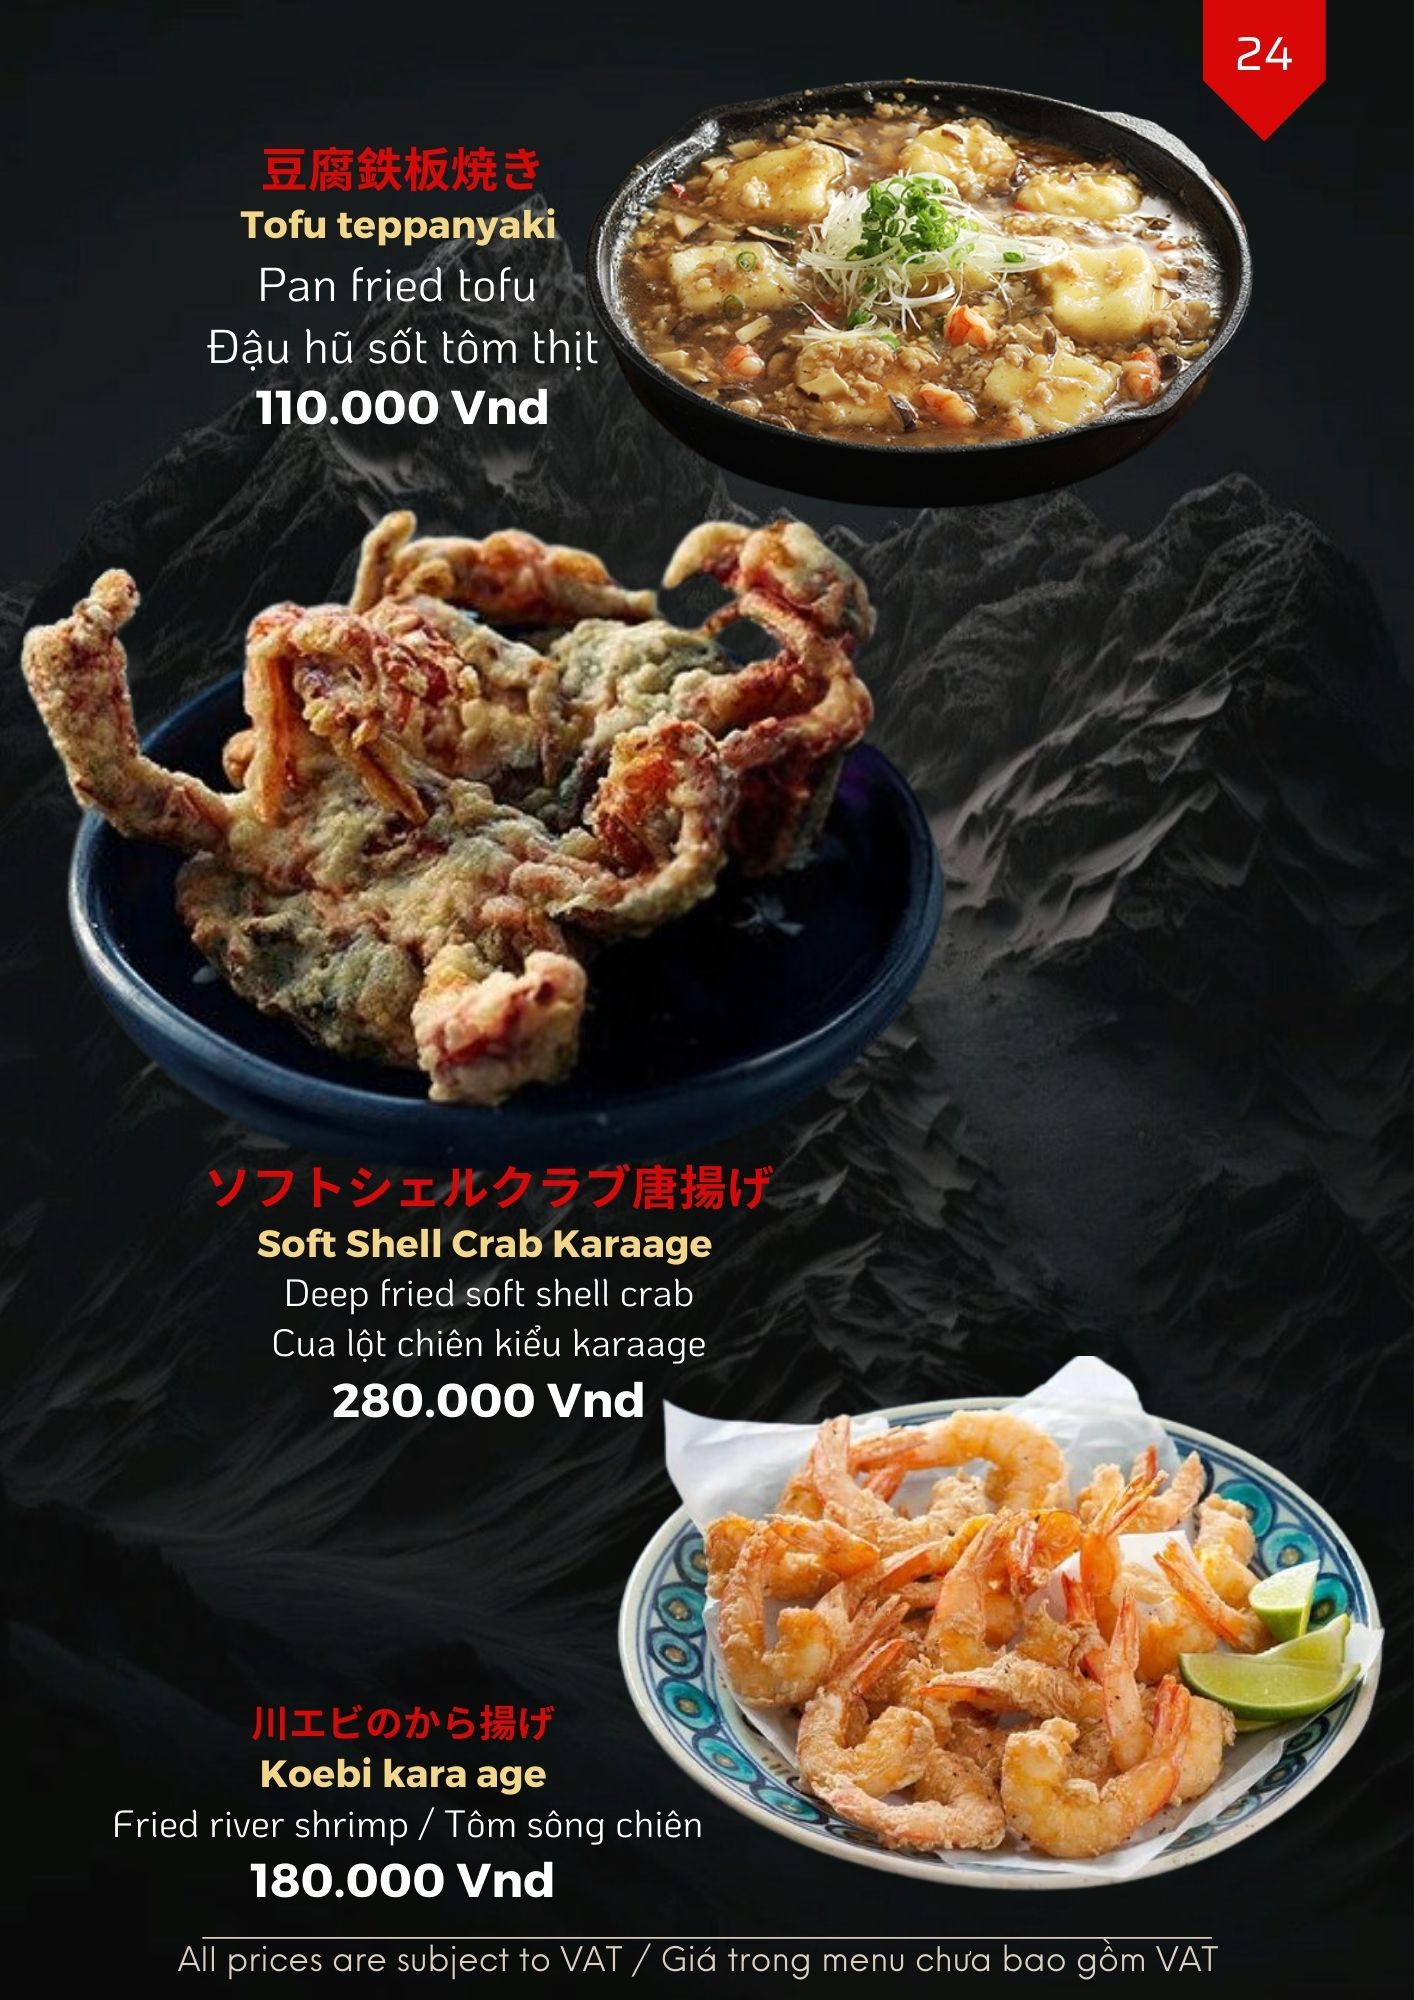 24
豆腐鉄板焼き
Tofu teppanyaki
Pan fried tofu
Đậu hũ sốt tôm thịt
110.000 Vnd
ソフトシェルクラブ唐揚げ
Soft Shell Crab Karaage
Deep fried soft shell crab
Cua lột chiên kiểu karaage
280.000 Vnd
川エビのから揚げ
Koebi kara age
Fried river shrimp / Tôm sông chiên
180.000 Vnd
All prices are subject to VAT / Giá trong menu chưa bao gồm VAT